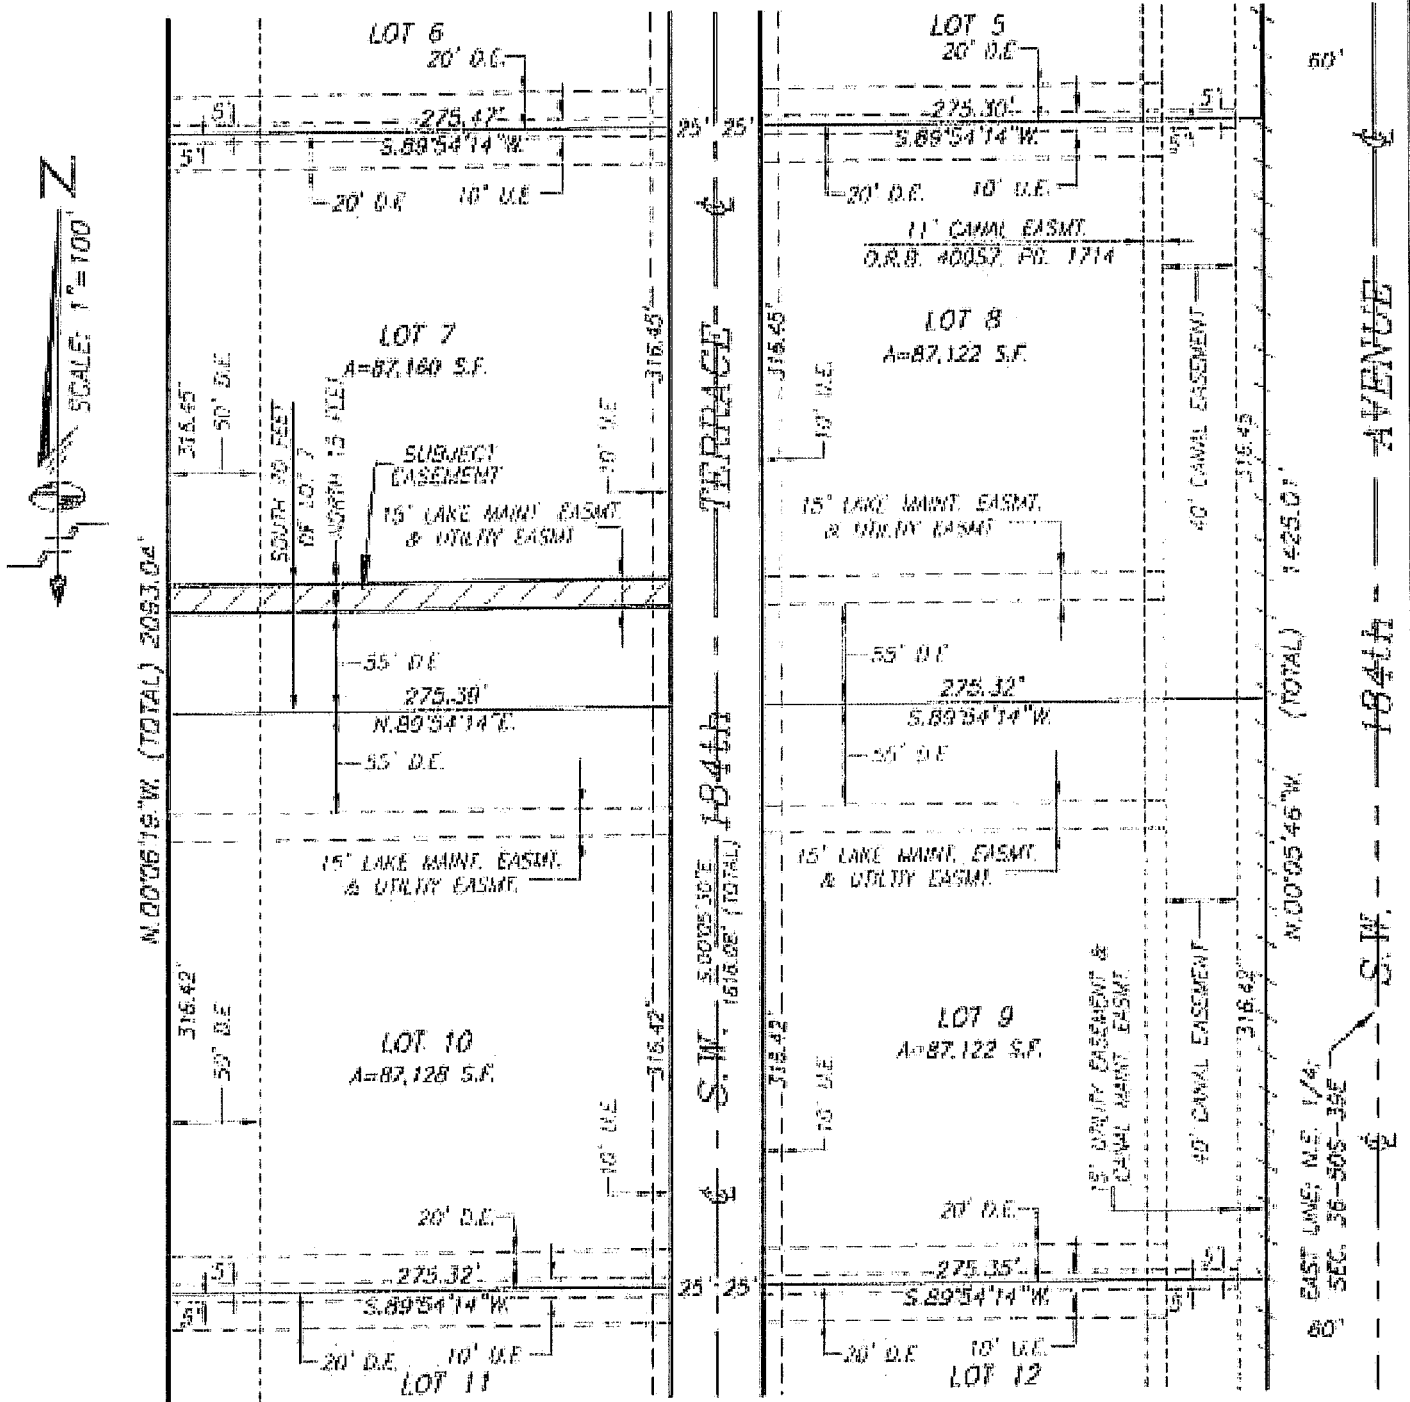 LOT 6
20' D.E.
5'
275.47'
S.89°54'14"W.
5'
20' D.E.
10' U.E.
25'
25'
LOT 5
20' D.E.
275.30'
5'
S.89°54'14"W.
5'
20' D.E.
10' U.E.
60'
11' CANAL EASMT.
O.R.B. 40057, PG. 1714
Z
SCALE: 1"=100'
LOT 7
A=87,160 S.F.
316.45'
50' D.E.
316.45'
10' U.E.
SOUTH 70 FEET
OF LOT 7
NORTH 15 FEET
SUBJECT
EASEMENT
15' LAKE MAINT. EASMT.
& UTILITY EASMT.
55' D.E.
275.39'
N.89°54'14"E.
55' D.E.
15' LAKE MAINT. EASMT.
& UTILITY EASMT.
N.00°06'19"W. (TOTAL) 2093.04'
S.W. 184th TERRACE
S.00°05'30"E.
(TOTAL)
LOT 8
A=87,122 S.F.
316.45'
10' U.E.
40' CANAL EASEMENT
316.45'
15' LAKE MAINT. EASMT.
& UTILITY EASMT.
55' D.E.
275.32'
S.89°54'14"W.
55' D.E.
15' LAKE MAINT. EASMT.
& UTILITY EASMT.
N.00°05'46"W. (TOTAL) 1425.01'
S.W. 184th AVENUE
LOT 10
A=87,128 S.F.
316.42'
50' D.E.
316.42'
10' U.E.
20' D.E.
5'
275.32'
S.89°54'14"W.
5'
20' D.E.
10' U.E.
LOT 11
25'
25'
LOT 9
A=87,122 S.F.
316.42'
10' U.E.
15' UTILITY EASEMENT &
CANAL MAINT. EASMT.
40' CANAL EASEMENT
316.42'
20' D.E.
275.35'
5'
S.89°54'14"W.
5'
20' D.E.
10' U.E.
LOT 12
EAST LINE; N.E. 1/4;
SEC. 36-50S-39E
60'